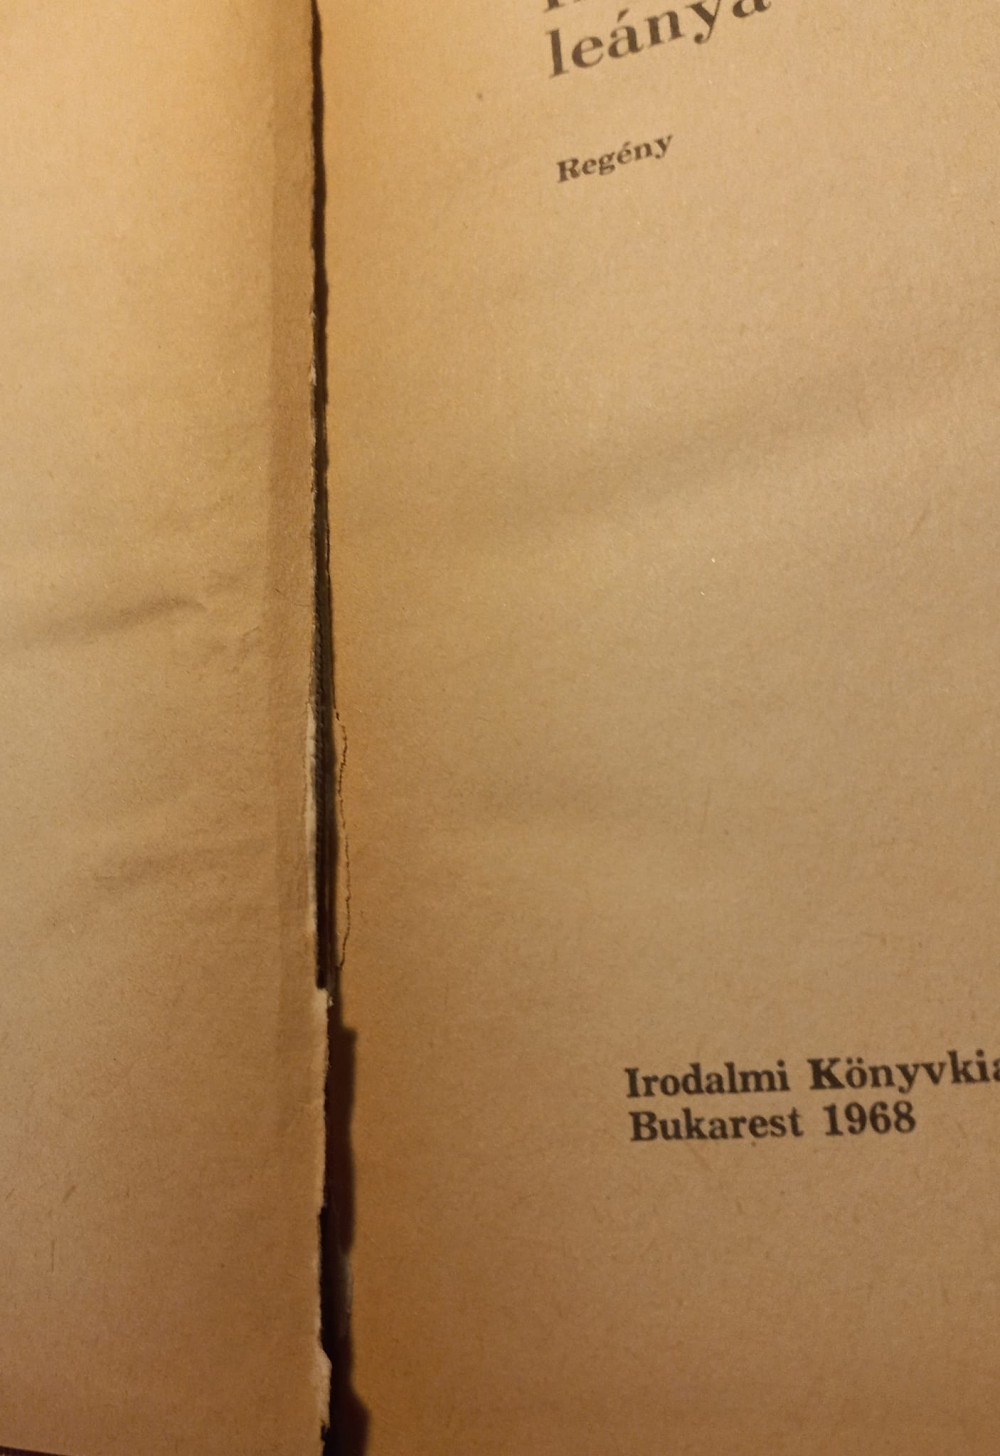 leánya
Regény
Irodalmi Könyvkia
Bukarest 1968